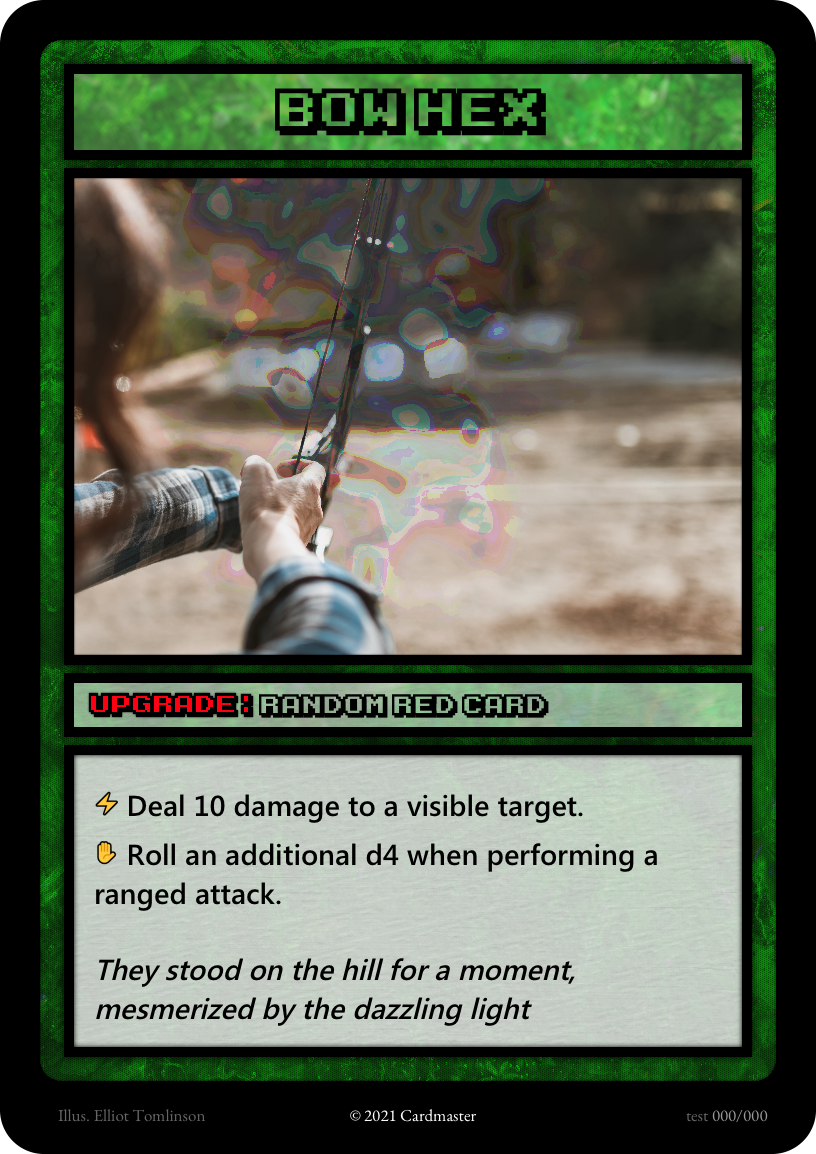 BOW HEX
UPGRADE: RANDOM RED CARD
⚡ Deal 10 damage to a visible target.
✋ Roll an additional d4 when performing a
ranged attack.
They stood on the hill for a moment,
mesmerized by the dazzling light
Illus. Elliot Tomlinson © 2021 Cardmaster test 000/000